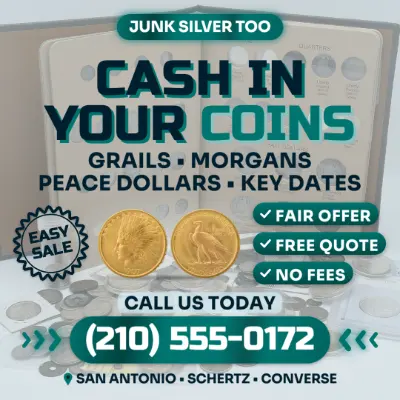 JUNK SILVER TOO
CASH IN
YOUR COINS
GRAILS ▪ MORGANS
PEACE DOLLARS ▪ KEY DATES
EASY
SALE
✓ FAIR OFFER
✓ FREE QUOTE
✓ NO FEES
CALL US TODAY
(210) 555-0172
SAN ANTONIO ▪ SCHERTZ ▪ CONVERSE